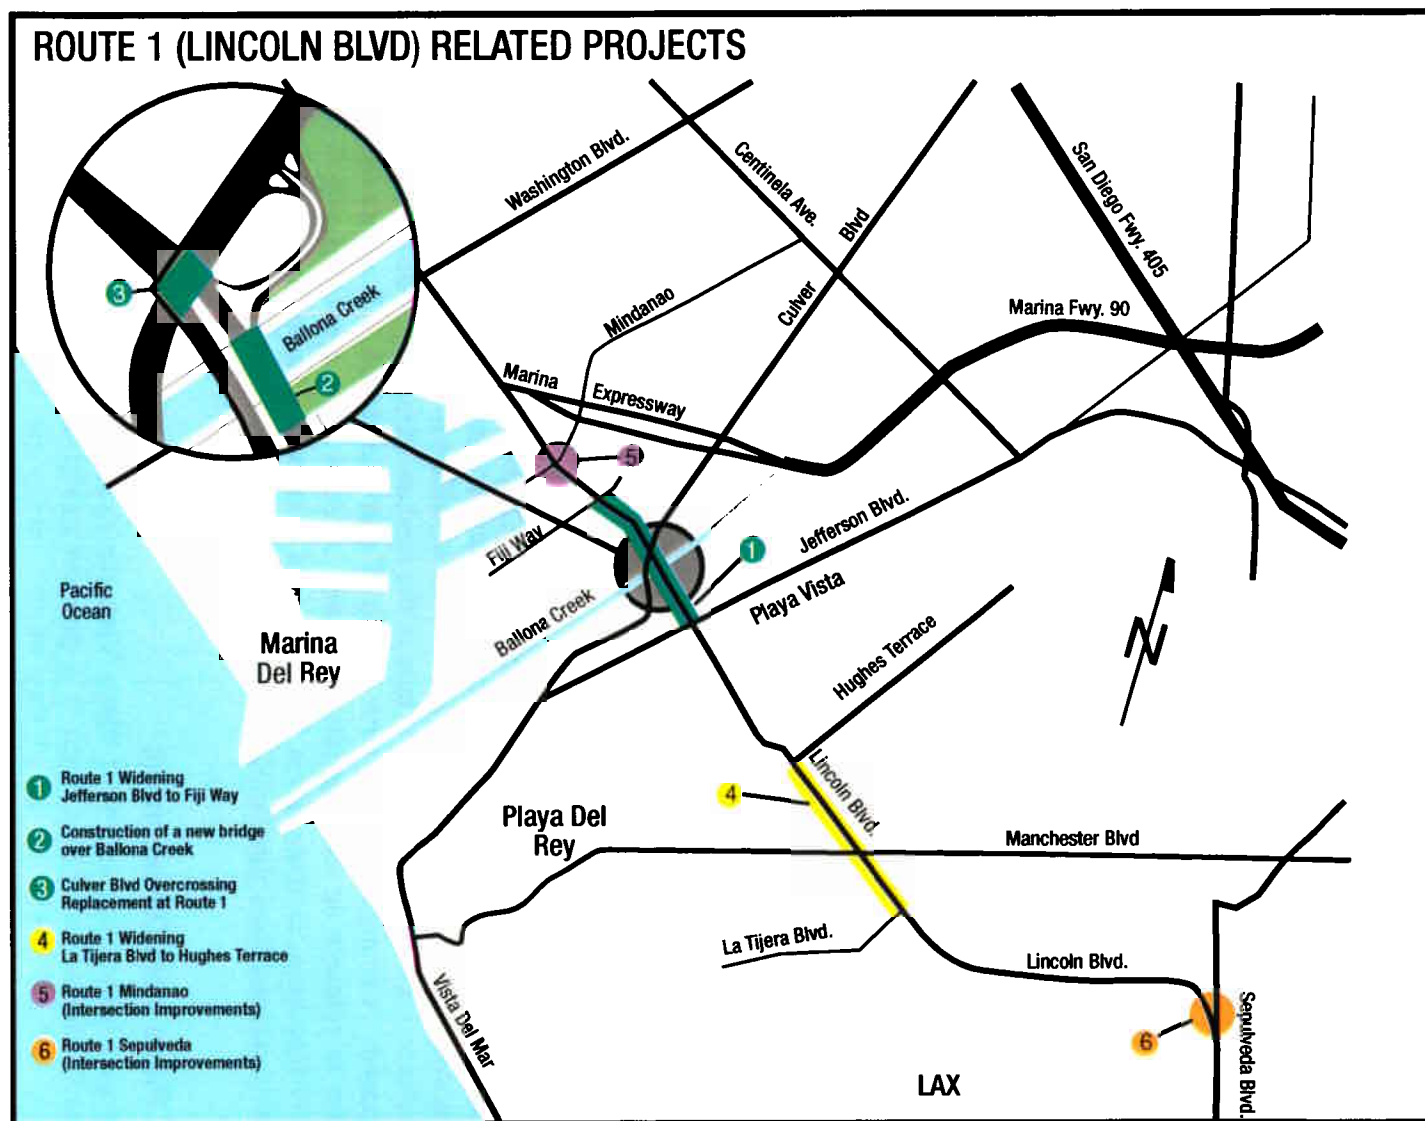 ROUTE 1 (LINCOLN BLVD) RELATED PROJECTS
Washington Blvd.
Centinela Ave.
Culver Blvd
San Diego Fwy. 405
Mindanao
Marina Fwy. 90
Marina Expressway
3
Ballona Creek
2
5
Fiji Way
1
Jefferson Blvd.
Playa Vista
Ballona Creek
Pacific
Ocean
Marina
Del Rey
Hughes Terrace
N
Lincoln Blvd.
4
Playa Del
Rey
Manchester Blvd
La Tijera Blvd.
Lincoln Blvd.
Vista Del Mar
Sepulveda Blvd.
6
LAX
1 Route 1 Widening
Jefferson Blvd to Fiji Way
2 Construction of a new bridge
over Ballona Creek
3 Culver Blvd Overcrossing
Replacement at Route 1
4 Route 1 Widening
La Tijera Blvd to Hughes Terrace
5 Route 1 Mindanao
(Intersection Improvements)
6 Route 1 Sepulveda
(Intersection Improvements)